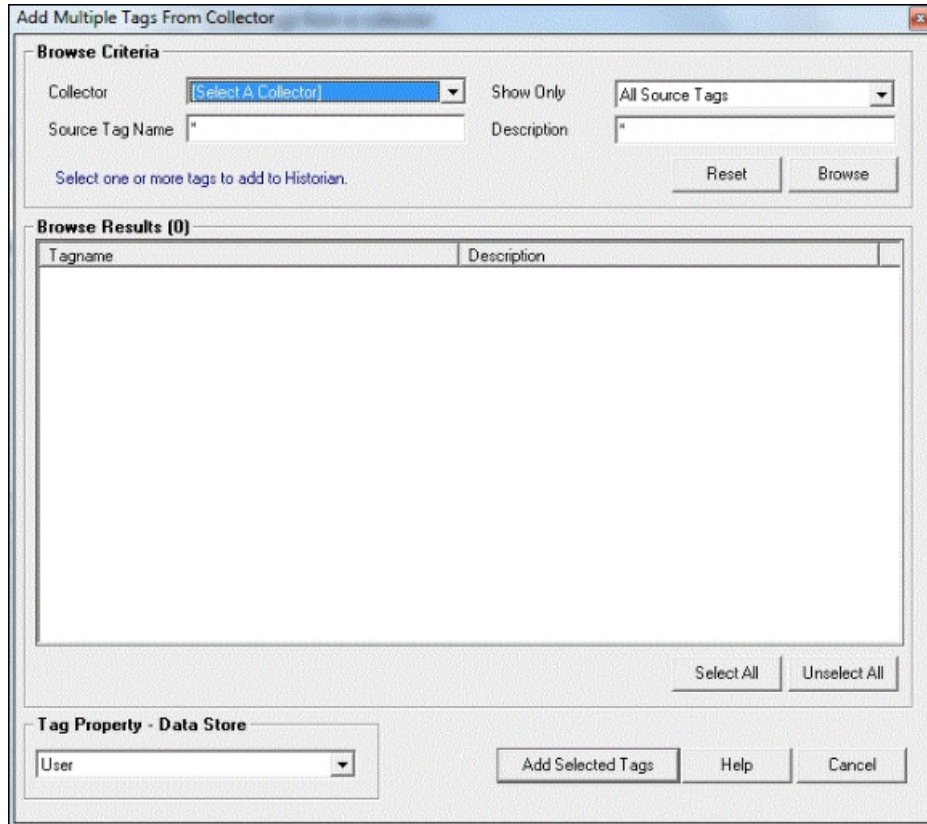 Add Multiple Tags From Collector
Browse Criteria
Collector [Select A Collector] Show Only All Source Tags
Source Tag Name * Description *
Select one or more tags to add to Historian. Reset Browse
Browse Results (0)
Tagname Description
Select All Unselect All
Tag Property - Data Store
User Add Selected Tags Help Cancel